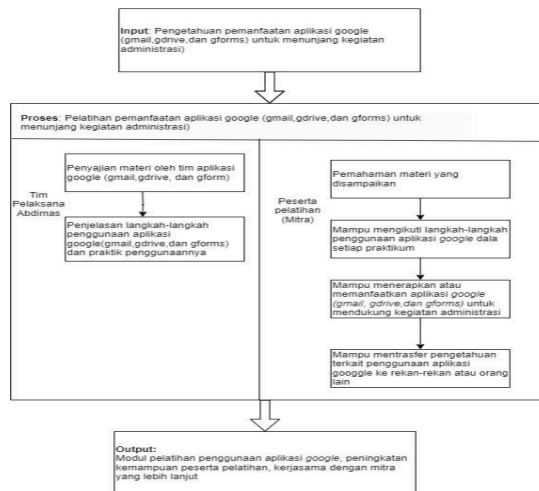 Input: Pengetahuan pemanfaatan aplikasi google
(gmail,gdrive,dan gforms) untuk menunjang kegiatan
administrasi)
Proses: Pelatihan pemanfaatan aplikasi google (gmail,gdrive,dan gforms) untuk
menunjang kegiatan administrasi)
Tim
Pelaksana
Abdimas
Penyajian materi oleh tim aplikasi
google (gmail,gdrive, dan gform)
Penjelasan langkah-langkah
penggunaan aplikasi
google(gmail,gdrive,dan gforms)
dan praktik penggunaannya
Peserta
pelatihan
(Mitra)
Pemahaman materi yang
disampaikan
Mampu mengikuti langkah-langkah
penggunaan aplikasi google dala
setiap praktikum
Mampu menerapkan atau
memanfaatkan aplikasi google
(gmail, gdrive,dan gforms) untuk
mendukung kegiatan administrasi
Mampu mentrasfer pengetahuan
terkait penggunaan aplikasi
googgle ke rekan-rekan atau orang
lain
Output:
Modul pelatihan penggunaan aplikasi google, peningkatan
kemampuan peserta pelatihan, kerjasama dengan mitra
yang lebih lanjut